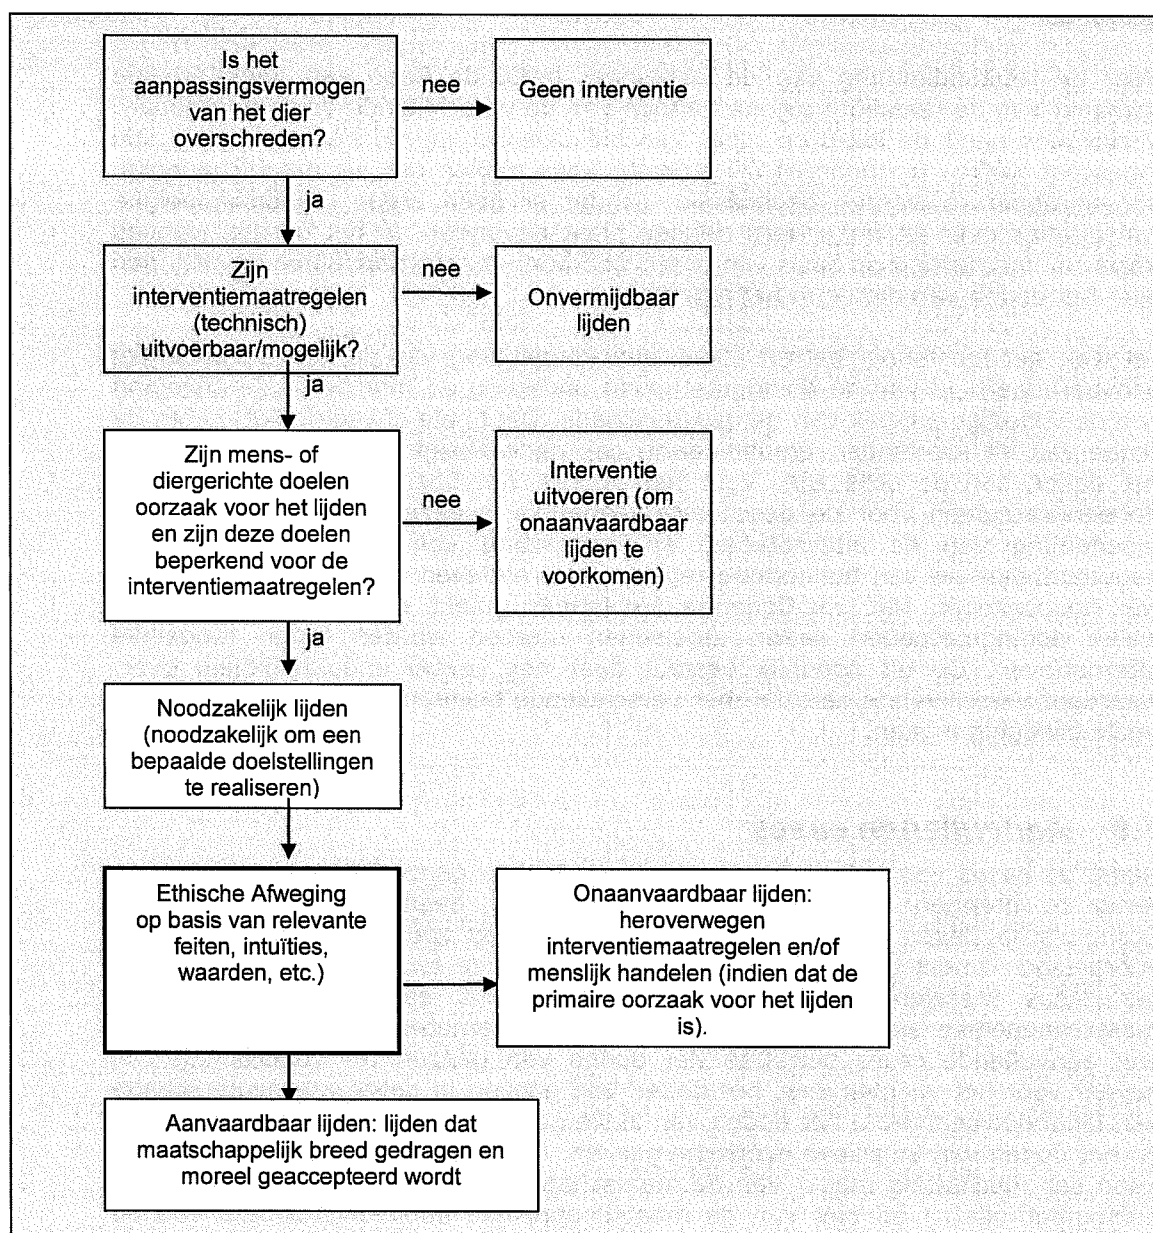 Is het
aanpassingsvermogen
van het dier
overschreden?
nee
Geen interventie
ja
Zijn
interventiemaatregelen
(technisch)
uitvoerbaar/mogelijk?
nee
Onvermijdbaar
lijden
ja
Zijn mens- of
diergerichte doelen
oorzaak voor het lijden
en zijn deze doelen
beperkend voor de
interventiemaatregelen?
nee
Interventie
uitvoeren (om
onaanvaardbaar
lijden te
voorkomen)
ja
Noodzakelijk lijden
(noodzakelijk om een
bepaalde doelstellingen
te realiseren)
Ethische Afweging
op basis van relevante
feiten, intuïties,
waarden, etc.)
Onaanvaardbaar lijden:
heroverwegen
interventiemaatregelen en/of
menslijk handelen (indien dat de
primaire oorzaak voor het lijden
is).
Aanvaardbaar lijden: lijden dat
maatschappelijk breed gedragen en
moreel geaccepteerd wordt